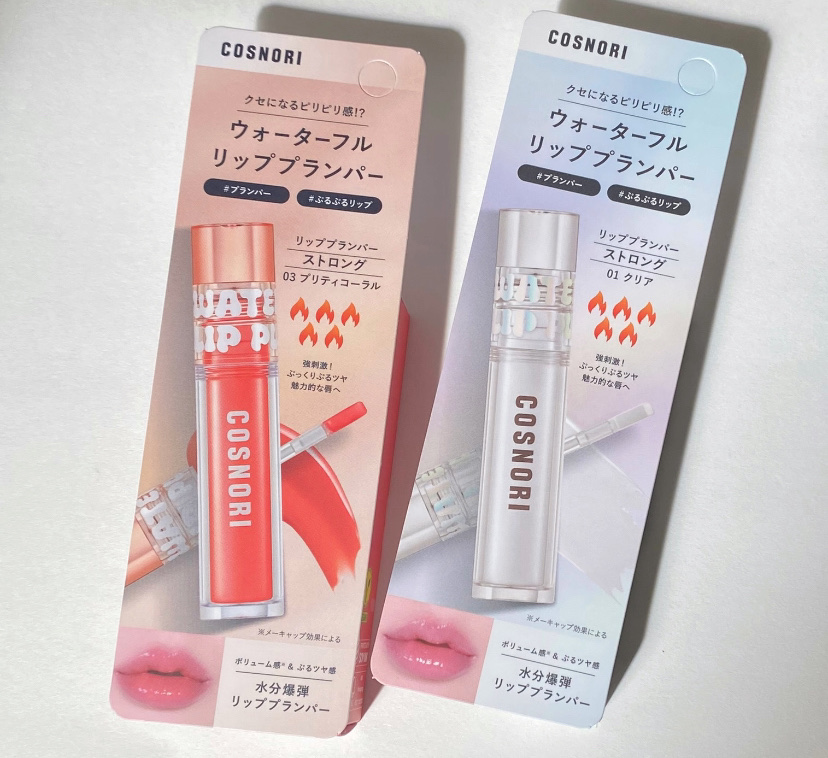 COSNORI
クセになるピリピリ感!?
ウォーターフル
リッププランパー
#プランパー #ぷるぷるリップ
リッププランパー
ストロング
03 プリティコーラル
強刺激!
ぷっくりぷるツヤ
魅力的な唇へ
WATE
LIP PL
COSNORI
※メーキャップ効果による
ボリューム感※ & ぷるツヤ感
水分爆弾
リッププランパー
COSNORI
クセになるピリピリ感!?
ウォーターフル
リッププランパー
#プランパー #ぷるぷるリップ
リッププランパー
ストロング
01 クリア
強刺激!
ぷっくりぷるツヤ
魅力的な唇へ
WATE
COSNORI
※メーキャップ効果による
ボリューム感※ & ぷるツヤ感
水分爆弾
リッププランパー